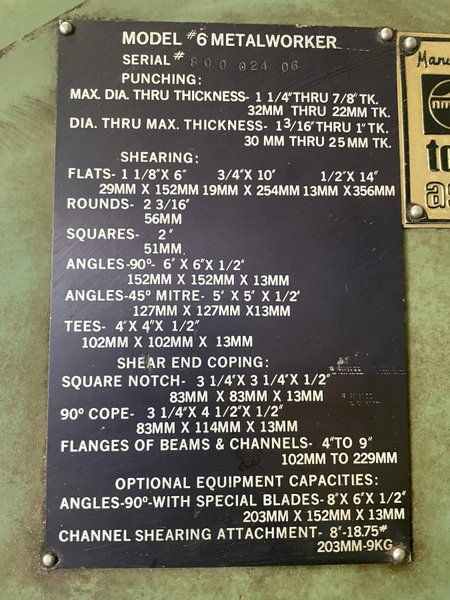 MODEL #6 METALWORKER
SERIAL# 800 024 06
PUNCHING:
MAX. DIA. THRU THICKNESS- 1 1/4" THRU 7/8" TK.
32MM THRU 22MM TK.
DIA. THRU MAX. THICKNESS- 1 3/16" THRU 1" TK.
30 MM THRU 25 MM TK.
SHEARING:
FLATS- 1 1/8" X 6" 3/4" X 10" 1/2" X 14"
29MM X 152MM 19MM X 254MM 13MM X 356MM
ROUNDS- 2 3/16"
56MM
SQUARES- 2"
51MM
ANGLES-90º- 6" X 6" X 1/2"
152MM X 152MM X 13MM
ANGLES-45º MITRE- 5" X 5" X 1/2"
127MM X 127MM X 13MM
TEES- 4" X 4" X 1/2"
102MM X 102MM X 13MM
SHEAR END COPING:
SQUARE NOTCH- 3 1/4" X 3 1/4" X 1/2"
83MM X 83MM X 13MM
90º COPE- 3 1/4" X 4 1/2" X 1/2"
83MM X 114MM X 13MM
FLANGES OF BEAMS & CHANNELS- 4" TO 9"
102MM TO 229MM
OPTIONAL EQUIPMENT CAPACITIES:
ANGLES-90º-WITH SPECIAL BLADES-8" X 6" X 1/2"
203MM X 152MM X 13MM
CHANNEL SHEARING ATTACHMENT- 8"-18.75#
203MM-9KG